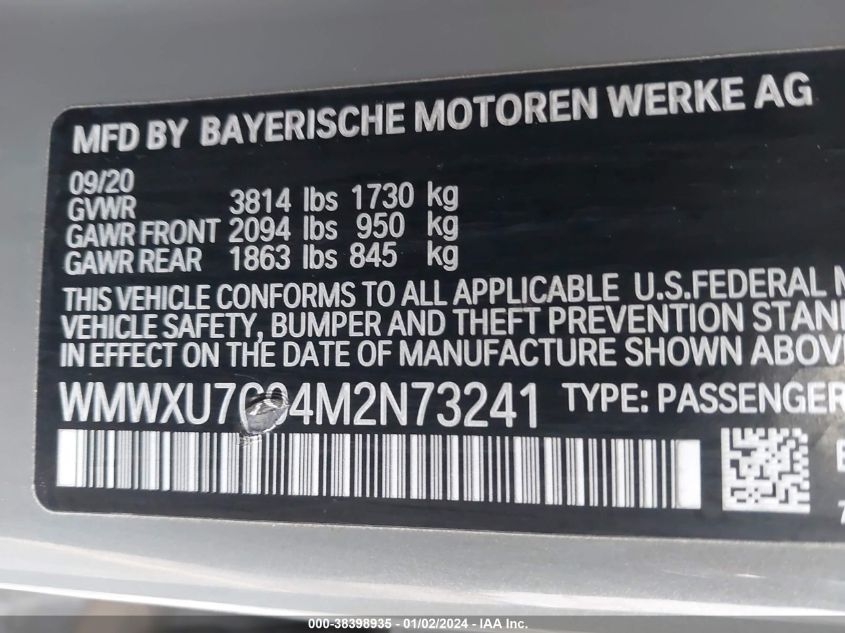 MFD BY BAYERISCHE MOTOREN WERKE AG
09/20
GVWR 3814 lbs 1730 kg
GAWR FRONT 2094 lbs 950 kg
GAWR REAR 1863 lbs 845 kg
THIS VEHICLE CONFORMS TO ALL APPLICABLE U.S.FEDERAL
VEHICLE SAFETY, BUMPER AND THEFT PREVENTION
IN EFFECT ON THE DATE OF MANUFACTURE SHOWN
WMWXU7C04M2N73241 TYPE: PASSENGER
000-38398935 - 01/02/2024 - IAA Inc.